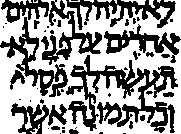 לא יהיה לך אלהים
אחרים על פני לא
תעשה לך פסל
וכל תמונה אשר